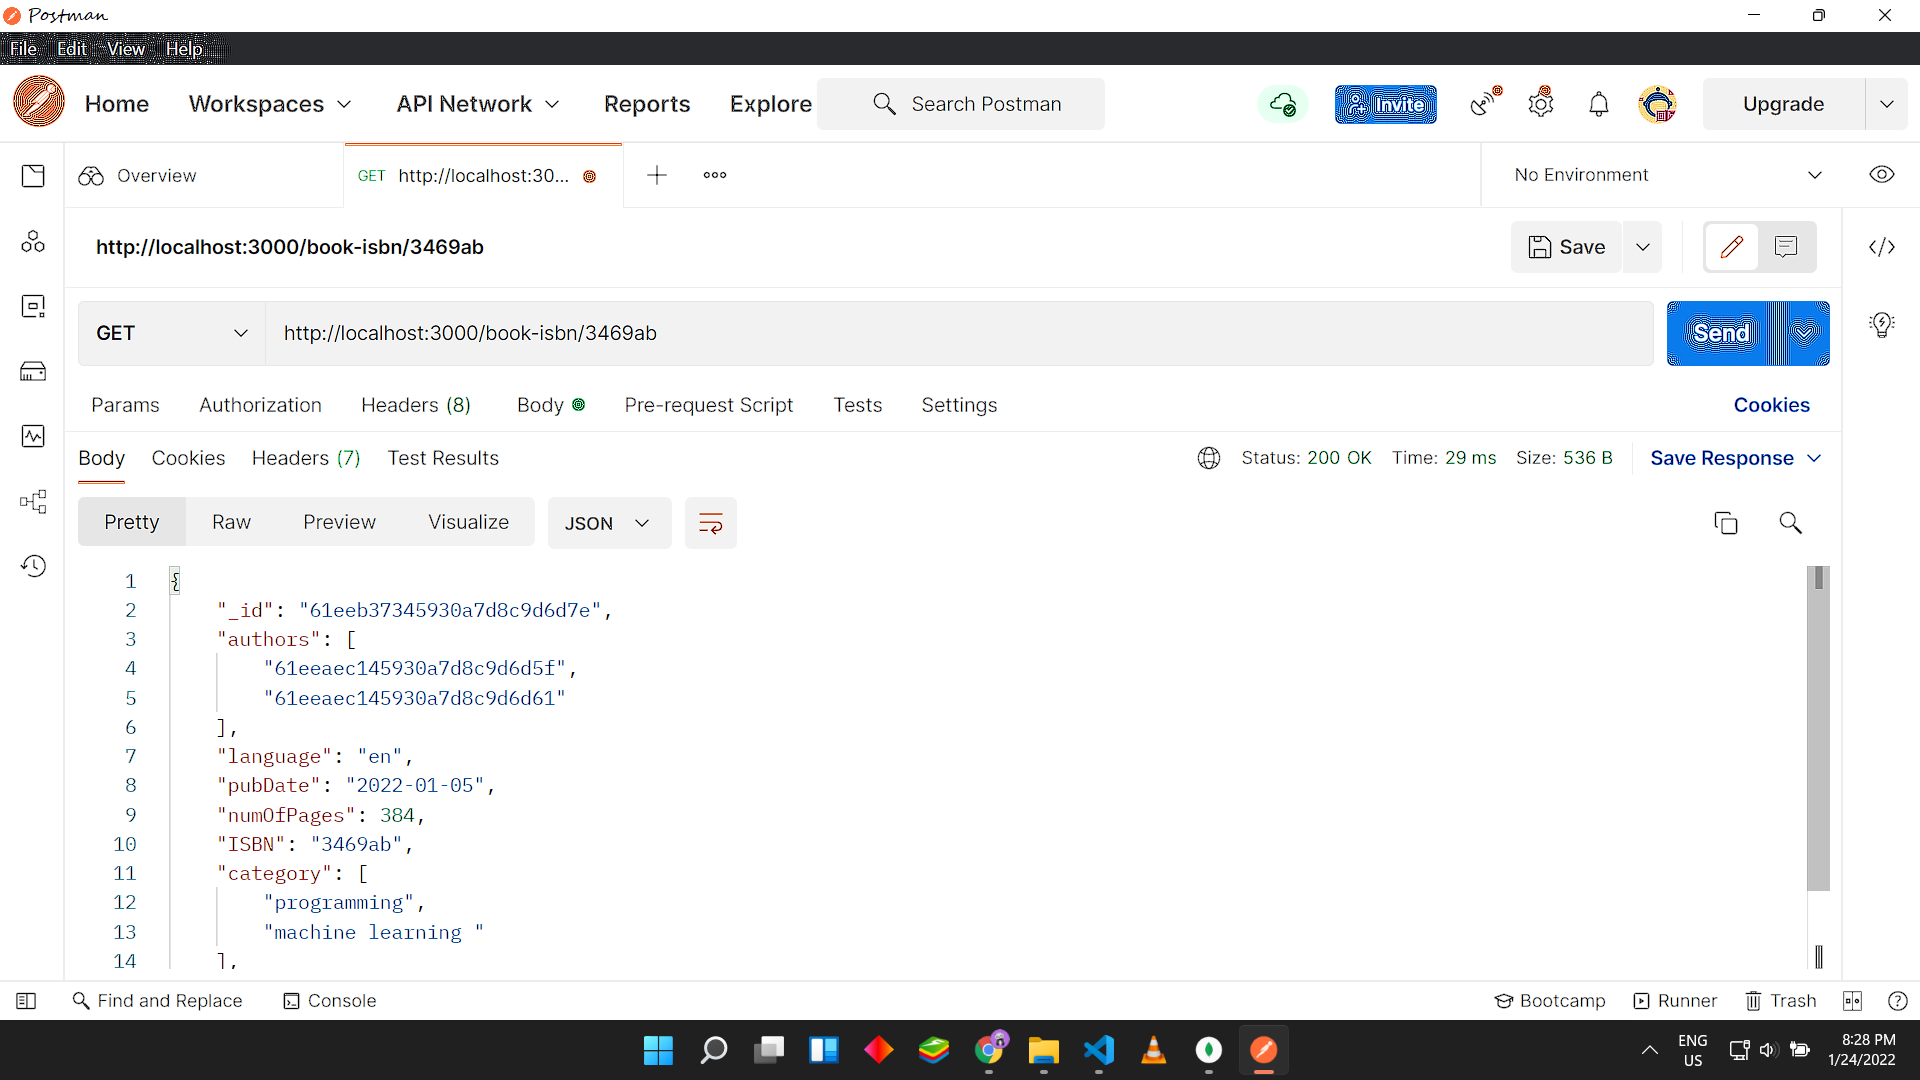 Postman
File Edit View Help
Home Workspaces API Network Reports Explore Search Postman Invite Upgrade
Overview GET http://localhost:30... No Environment
http://localhost:3000/book-isbn/3469ab Save
GET http://localhost:3000/book-isbn/3469ab Send
Params Authorization Headers (8) Body Pre-request Script Tests Settings Cookies
Body Cookies Headers (7) Test Results Status: 200 OK Time: 29 ms Size: 536 B Save Response
Pretty Raw Preview Visualize JSON
1 {
2 "_id": "61eeb37345930a7d8c9d6d7e",
3 "authors": [
4 "61eeaec145930a7d8c9d6d5f",
5 "61eeaec145930a7d8c9d6d61"
6 ],
7 "language": "en",
8 "pubDate": "2022-01-05",
9 "numOfPages": 384,
10 "ISBN": "3469ab",
11 "category": [
12 "programming",
13 "machine learning "
14 ],
Find and Replace Console Bootcamp Runner Trash
ENG 8:28 PM
US 1/24/2022